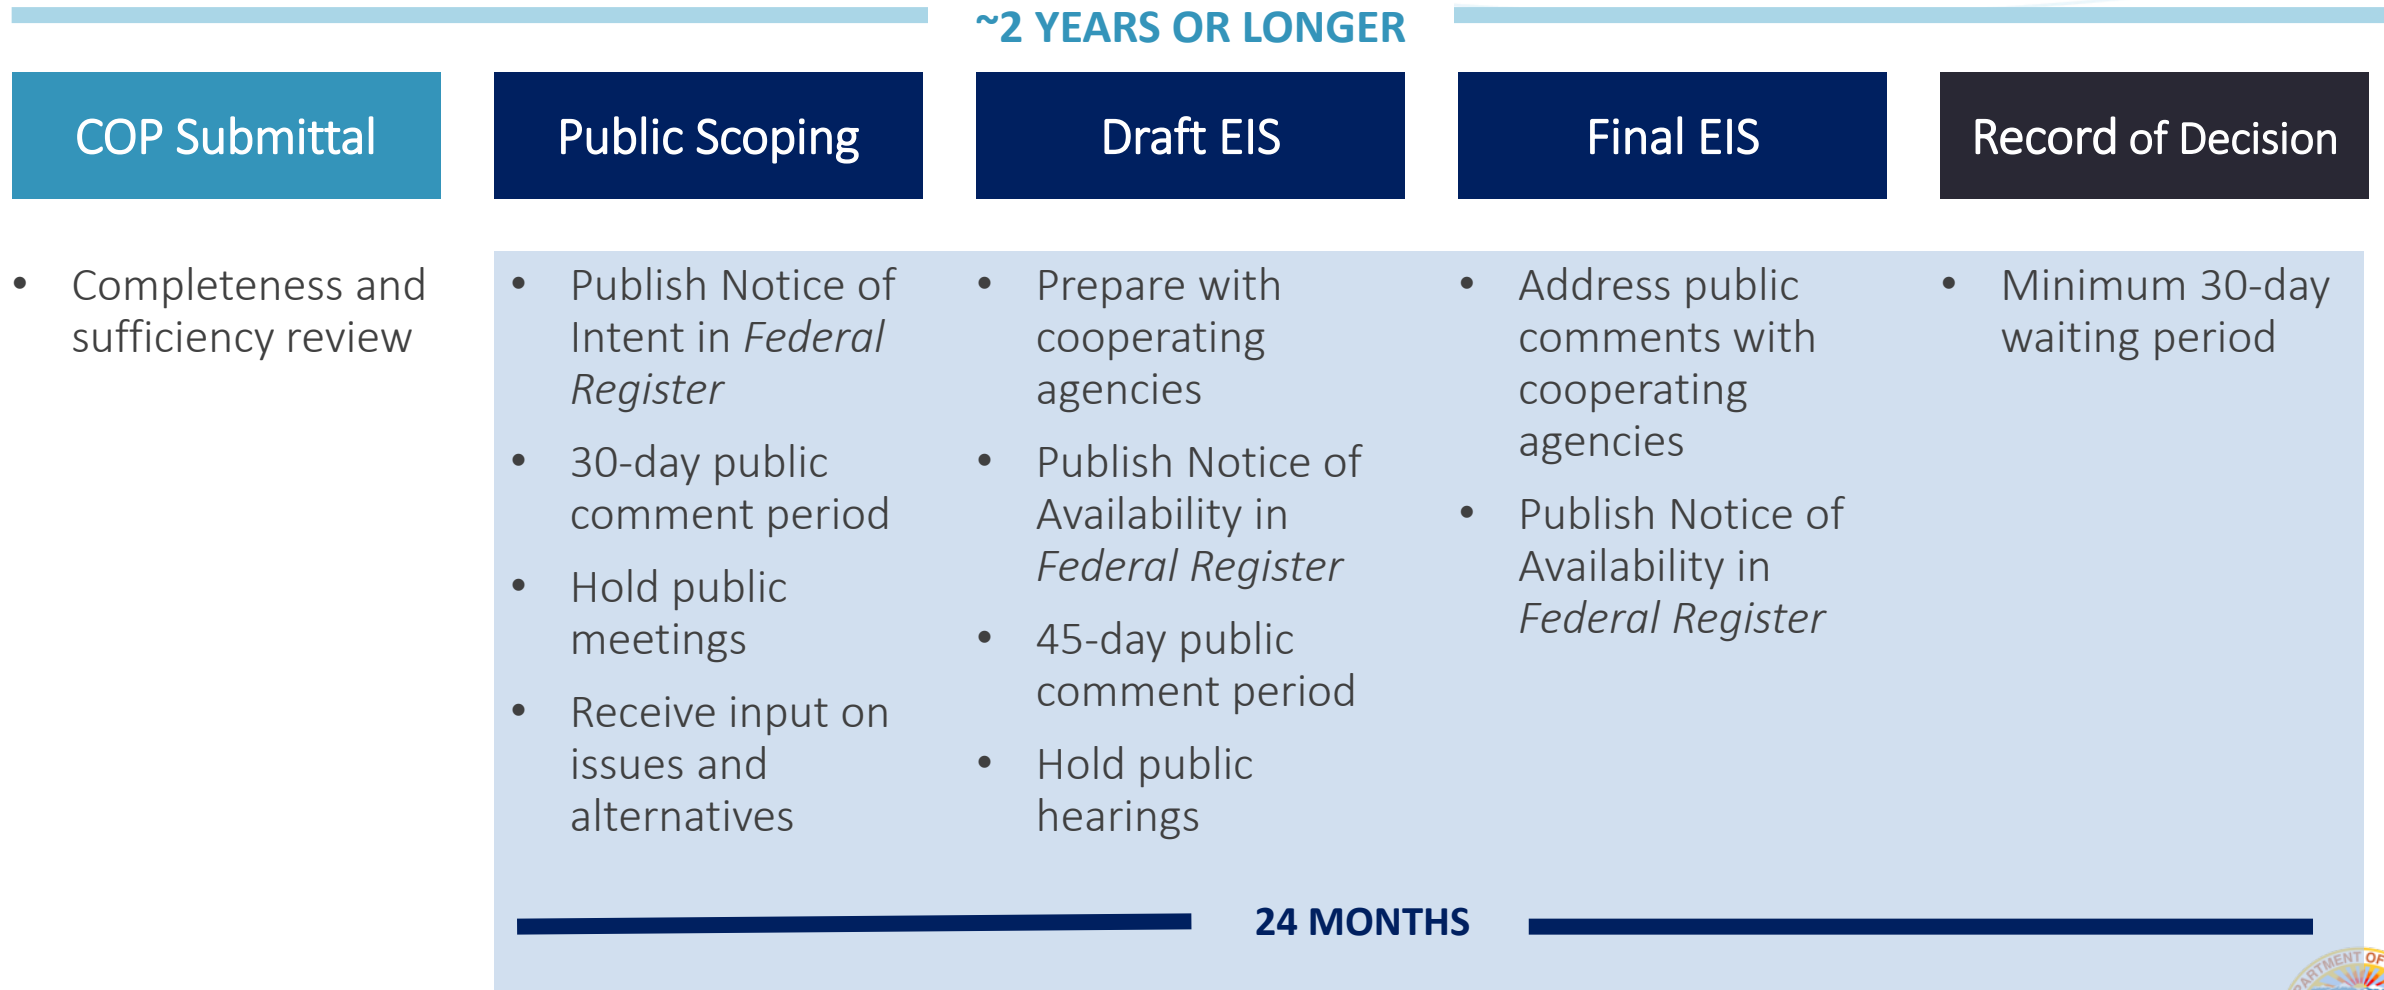 ~2 YEARS OR LONGER
COP Submittal
• Completeness and
sufficiency review
Public Scoping
• Publish Notice of
Intent in Federal
Register
• 30-day public
comment period
• Hold public
meetings
• Receive input on
issues and
alternatives
Draft EIS
• Prepare with
cooperating
agencies
• Publish Notice of
Availability in
Federal Register
• 45-day public
comment period
• Hold public
hearings
Final EIS
• Address public
comments with
cooperating
agencies
• Publish Notice of
Availability in
Federal Register
Record of Decision
• Minimum 30-day
waiting period
24 MONTHS